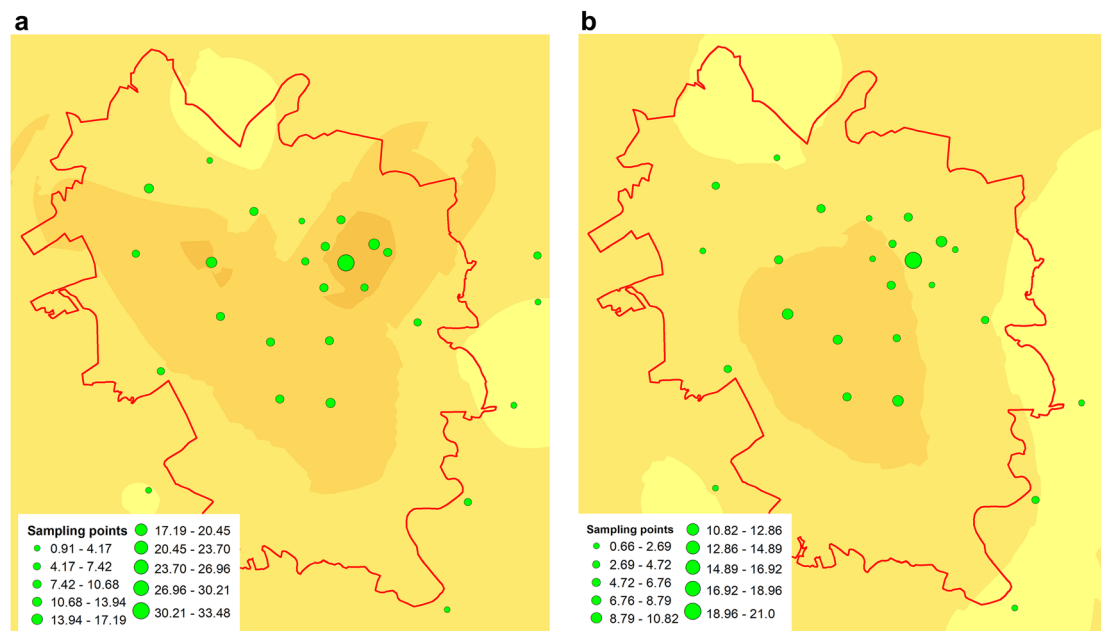 a
b
Sampling points
0.91 - 4.17
4.17 - 7.42
7.42 - 10.68
10.68 - 13.94
13.94 - 17.19
17.19 - 20.45
20.45 - 23.70
23.70 - 26.96
26.96 - 30.21
30.21 - 33.48
Sampling points
0.66 - 2.69
2.69 - 4.72
4.72 - 6.76
6.76 - 8.79
8.79 - 10.82
10.82 - 12.86
12.86 - 14.89
14.89 - 16.92
16.92 - 18.96
18.96 - 21.0